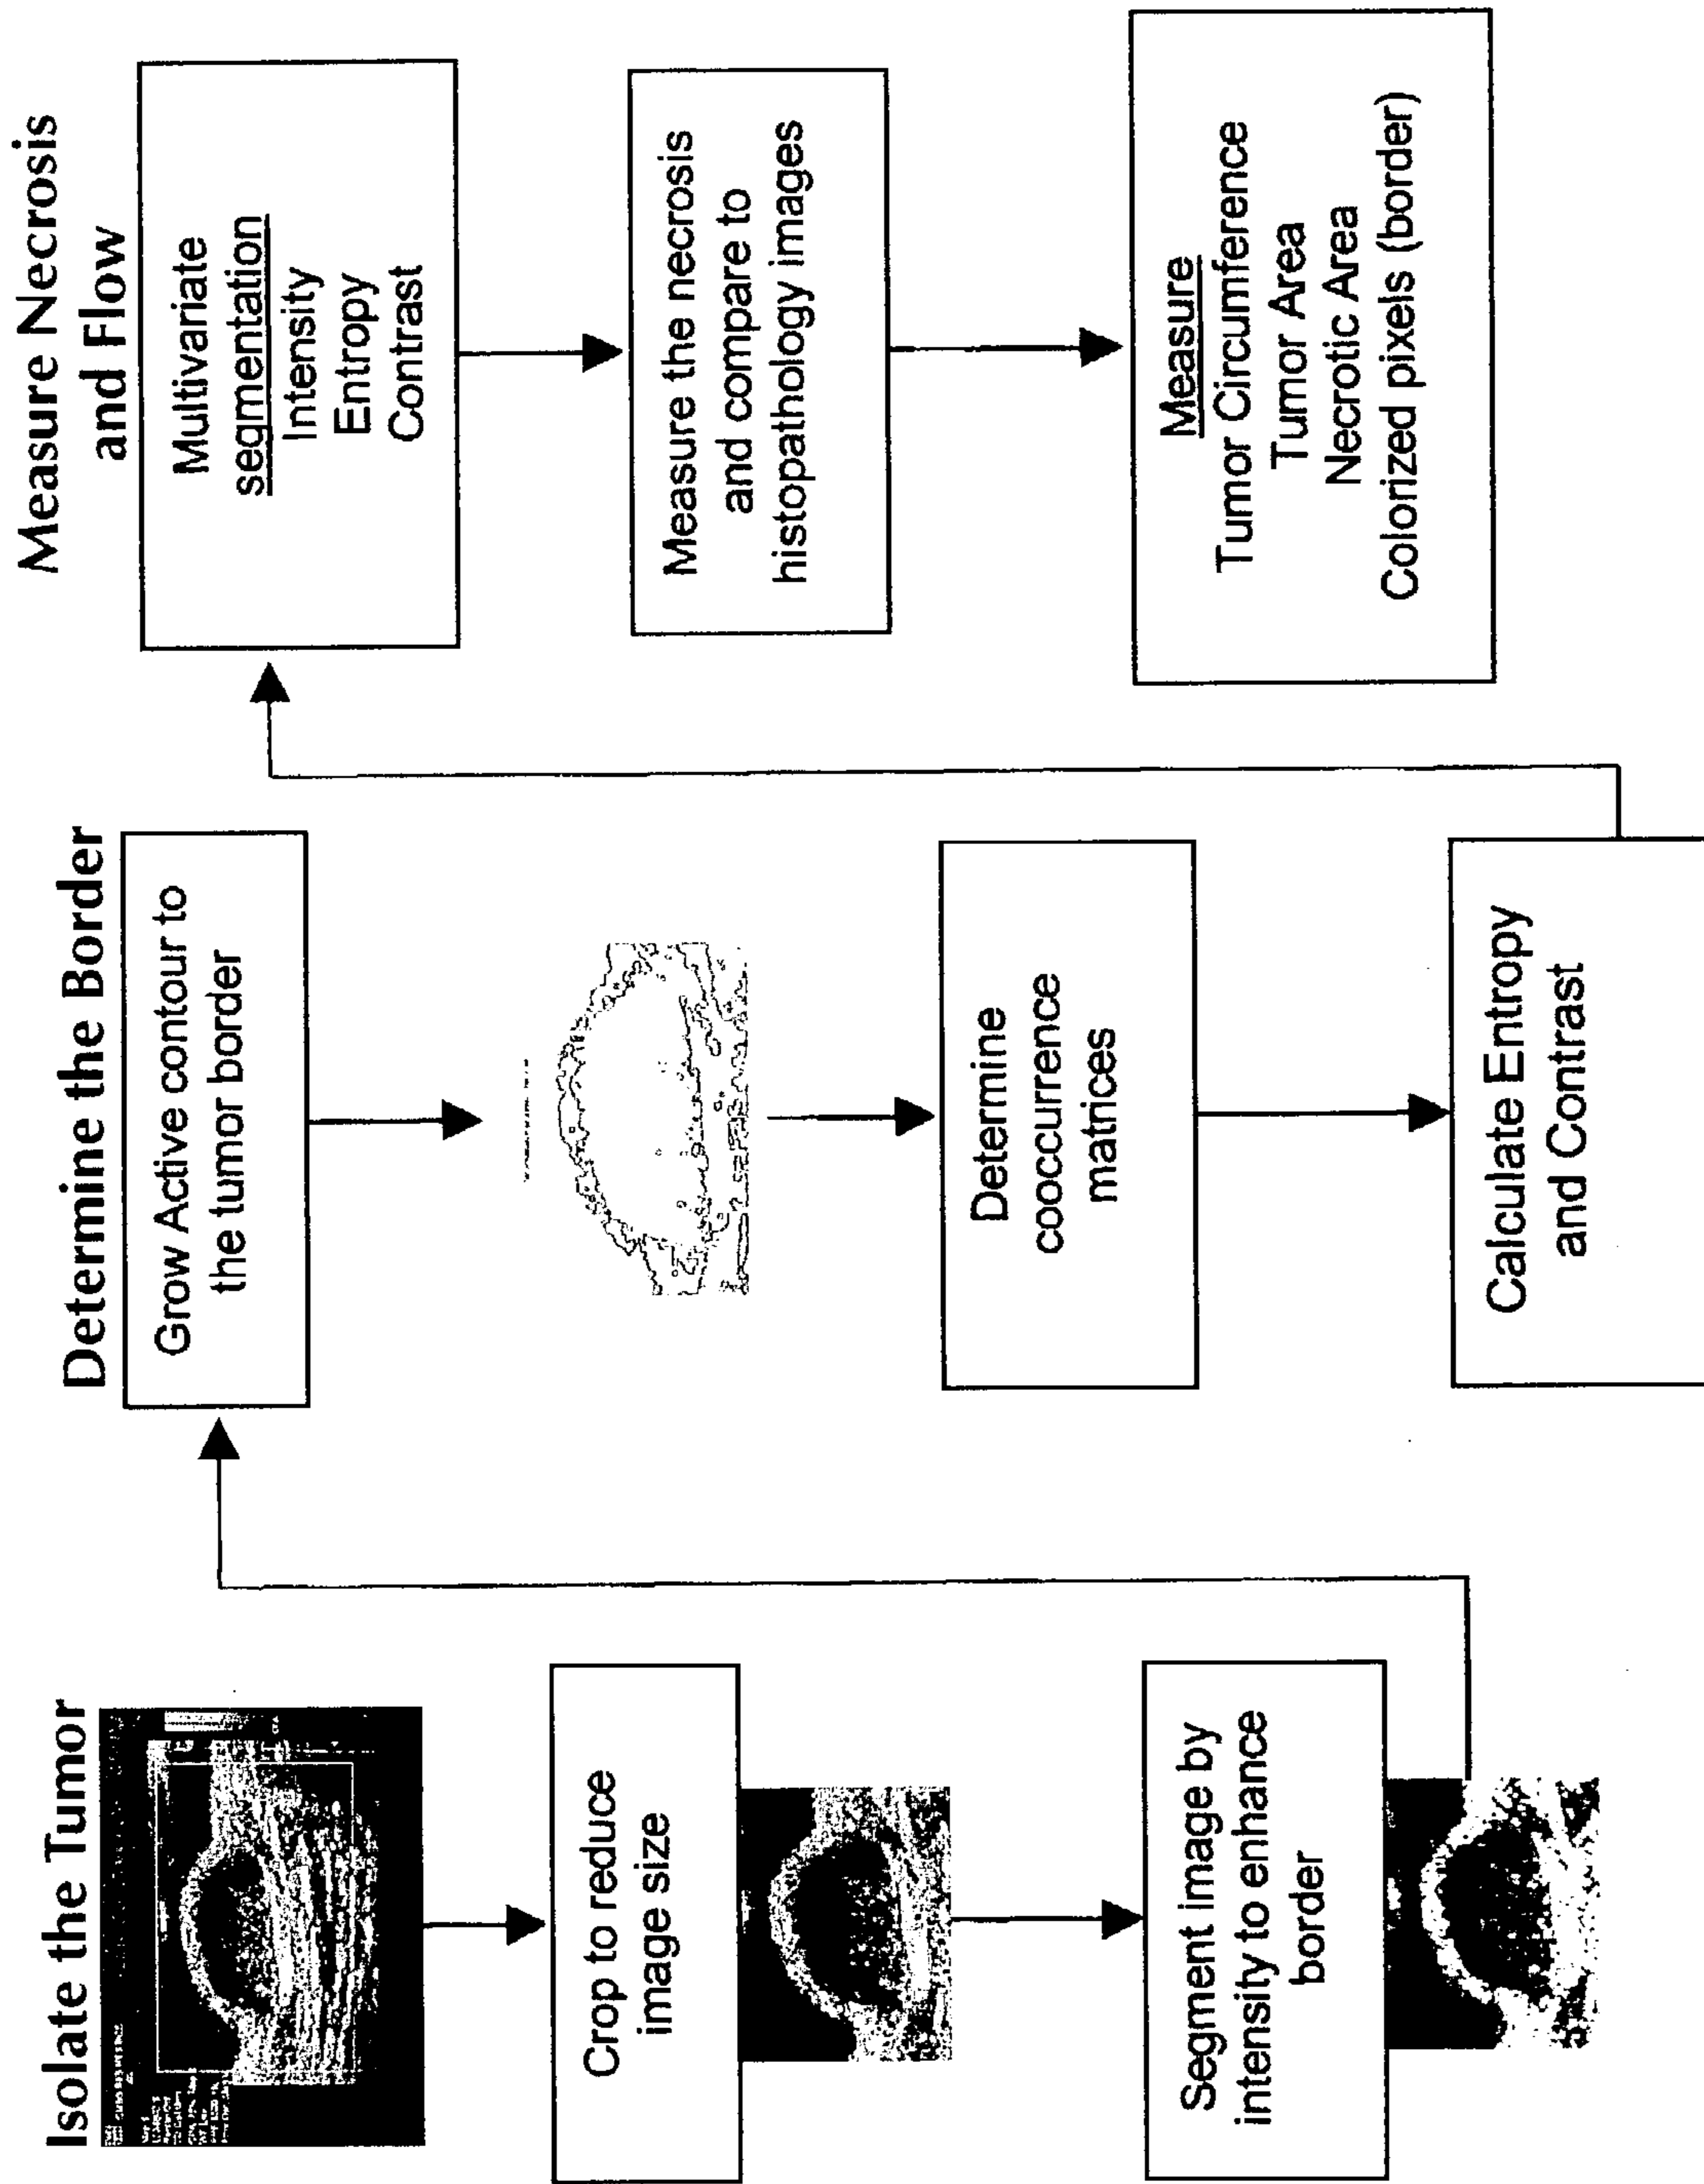 Isolate the Tumor
Crop to reduce
image size
Segment image by
intensity to enhance
border
Determine the Border
Grow Active contour to
the tumor border
Determine
cooccurrence
matrices
Calculate Entropy
and Contrast
Measure Necrosis
and Flow
Multivariate
segmentation
Intensity
Entropy
Contrast
Measure the necrosis
and compare to
histopathology images
Measure
Tumor Circumference
Tumor Area
Necrotic Area
Colorized pixels (border)